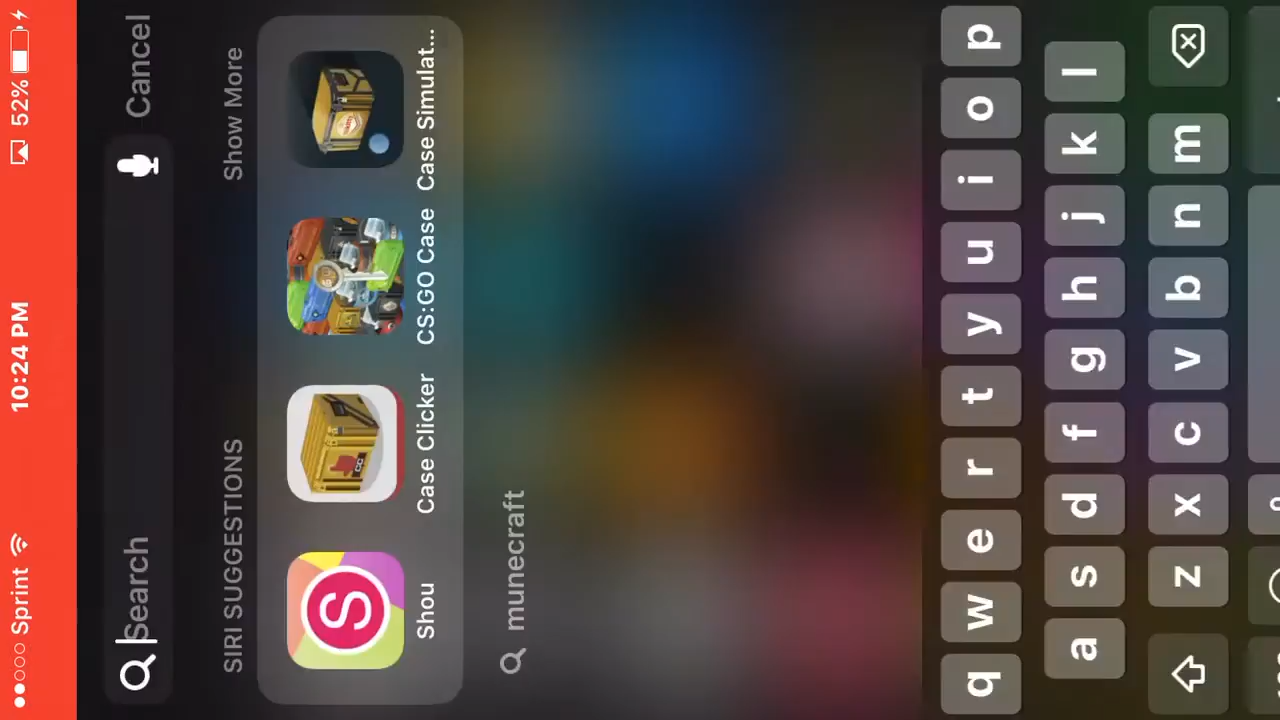 Sprint 10:24 PM 52%
Search Cancel
SIRI SUGGESTIONS Show More
Shou Case Clicker CS:GO Case Case Simulat...
munecraft
q w e r t y u i o p
a s d f g h j k l
z x c v b n m